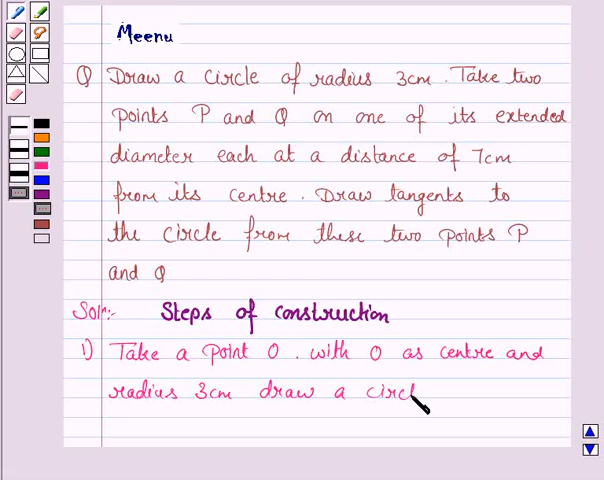 Meenu
Q Draw a circle of radius 3cm. Take two
points P and Q on one of its extended
diameter each at a distance of 7cm
from its centre. Draw tangents to
the circle from these two points P
and Q
Soln:- Steps of construction
1) Take a point O. with O as centre and
radius 3cm draw a circl